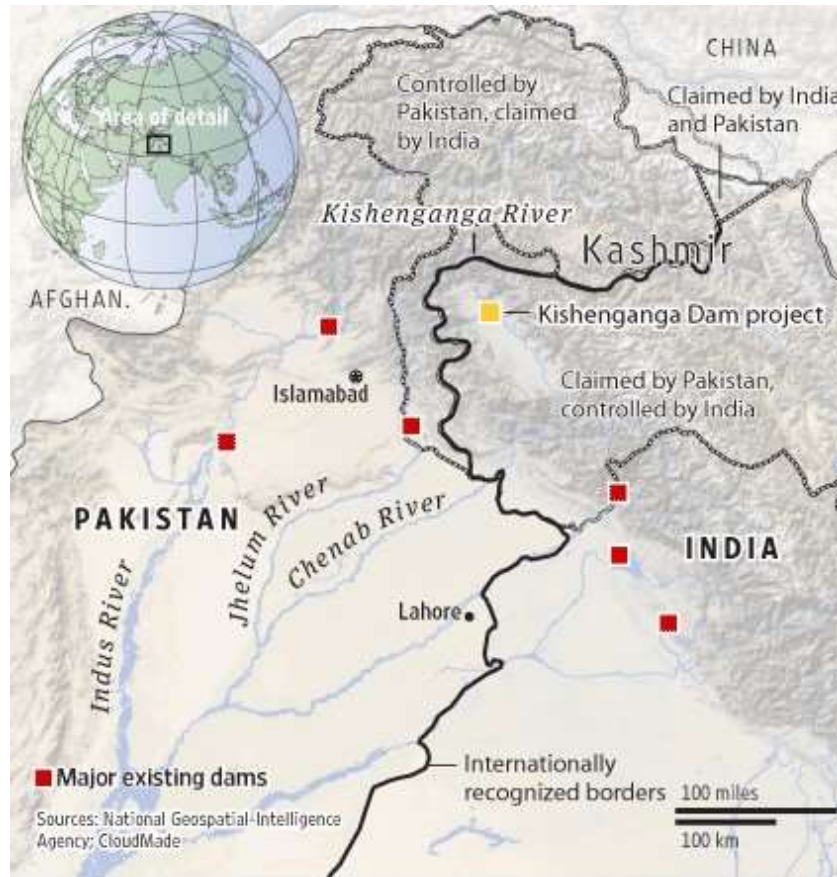 CHINA
Controlled by
Pakistan, claimed
by India
Claimed by India
and Pakistan
Area of detail
Kishenganga River
Kashmir
AFGHAN.
Kishenganga Dam project
Islamabad
Claimed by Pakistan,
controlled by India
PAKISTAN
Jhelum River
Chenab River
INDIA
Indus River
Lahore
Major existing dams
Internationally
recognized borders
Sources: National Geospatial-Intelligence
Agency; CloudMade
100 miles
100 km